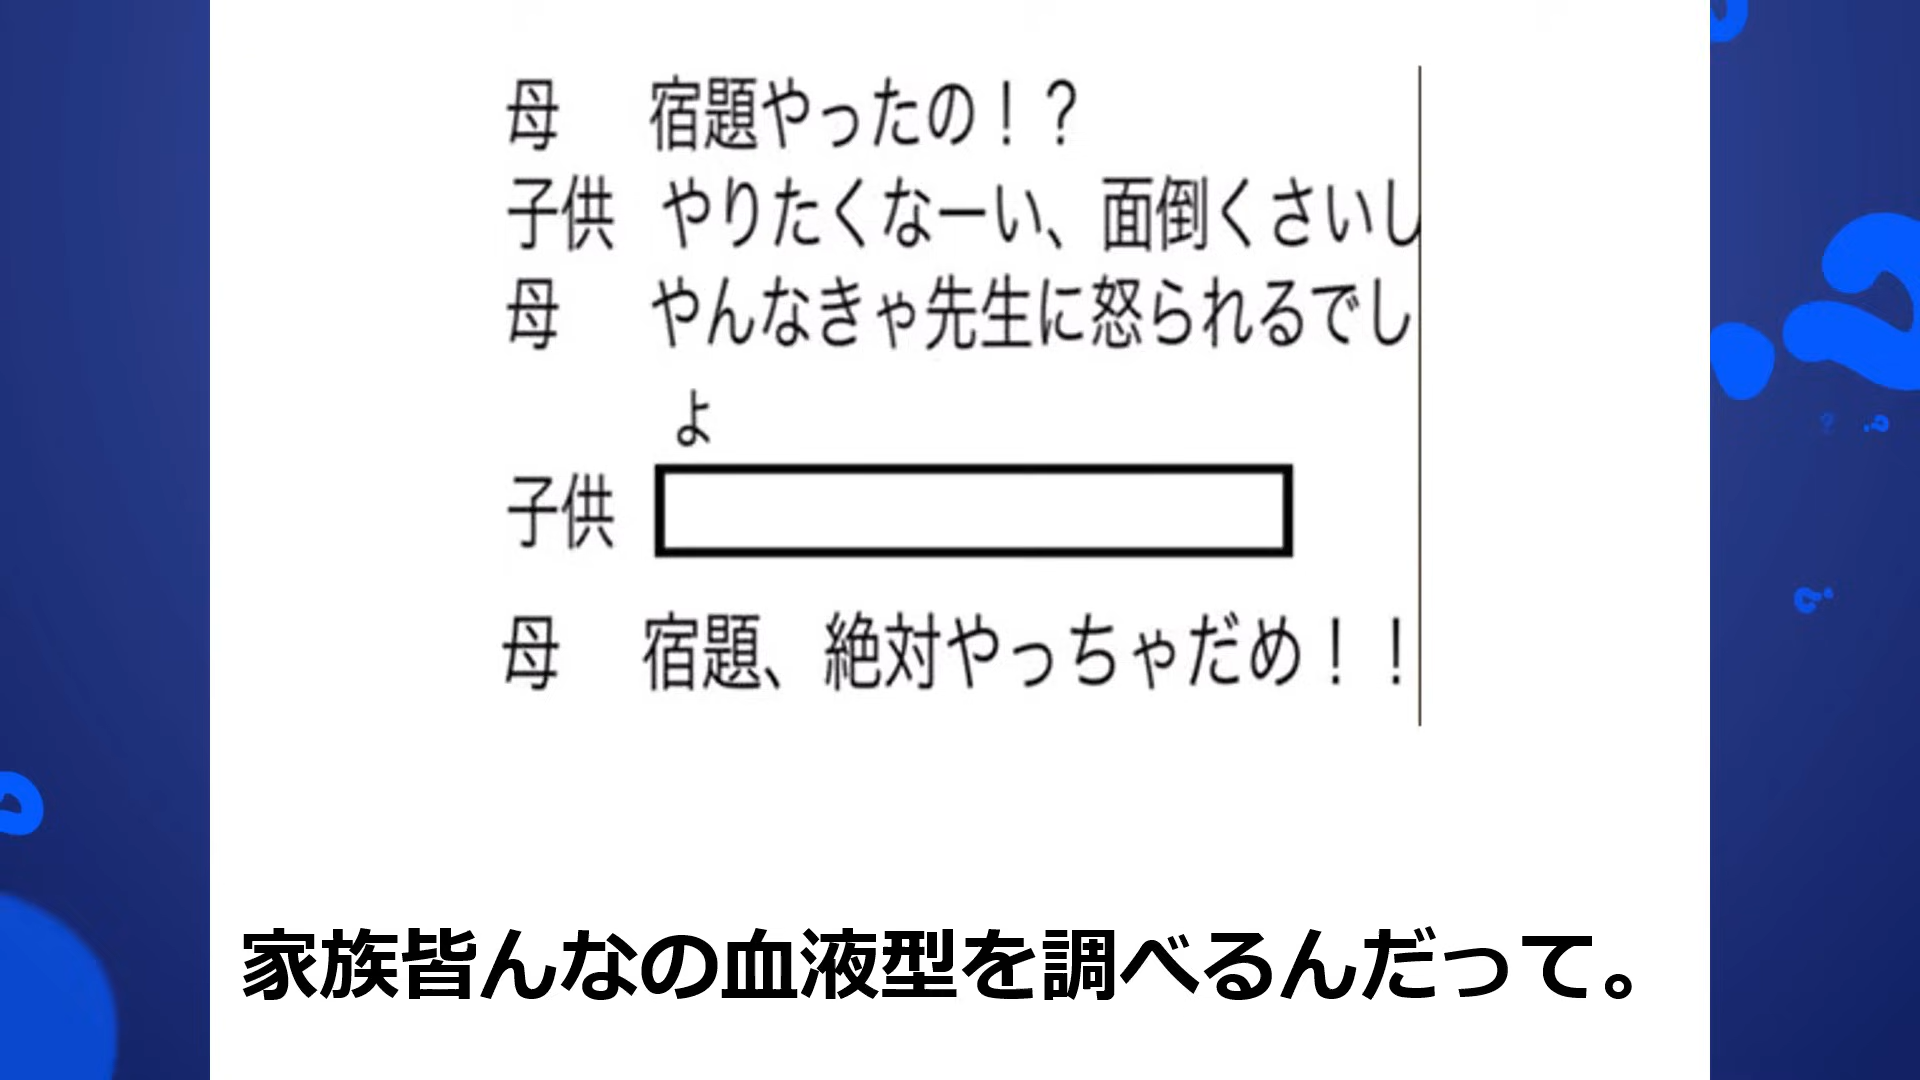 母 宿題やったの！？
子供 やりたくなーい、面倒くさいし
母 やんなきゃ先生に怒られるでし
ょ
子供
母 宿題、絶対やっちゃだめ！！
家族皆んなの血液型を調べるんだって。